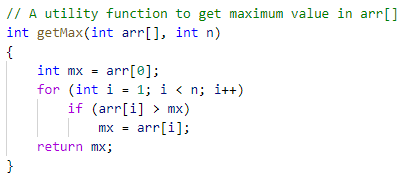 // A utility function to get maximum value in arr[]
int getMax(int arr[], int n)
{
    int mx = arr[0];
    for (int i = 1; i < n; i++)
        if (arr[i] > mx)
            mx = arr[i];
    return mx;
}